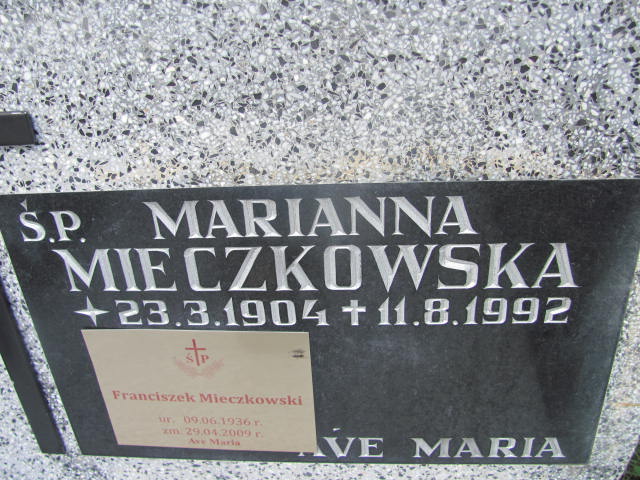 Ś.P. MARIANNA
MIECZKOWSKA
23.3.1904 11.8.1992
Ś P
Franciszek Mieczkowski
ur. 09.06.1936 r.
zm. 29.04.2009 r.
Ave Maria
AVE MARIA